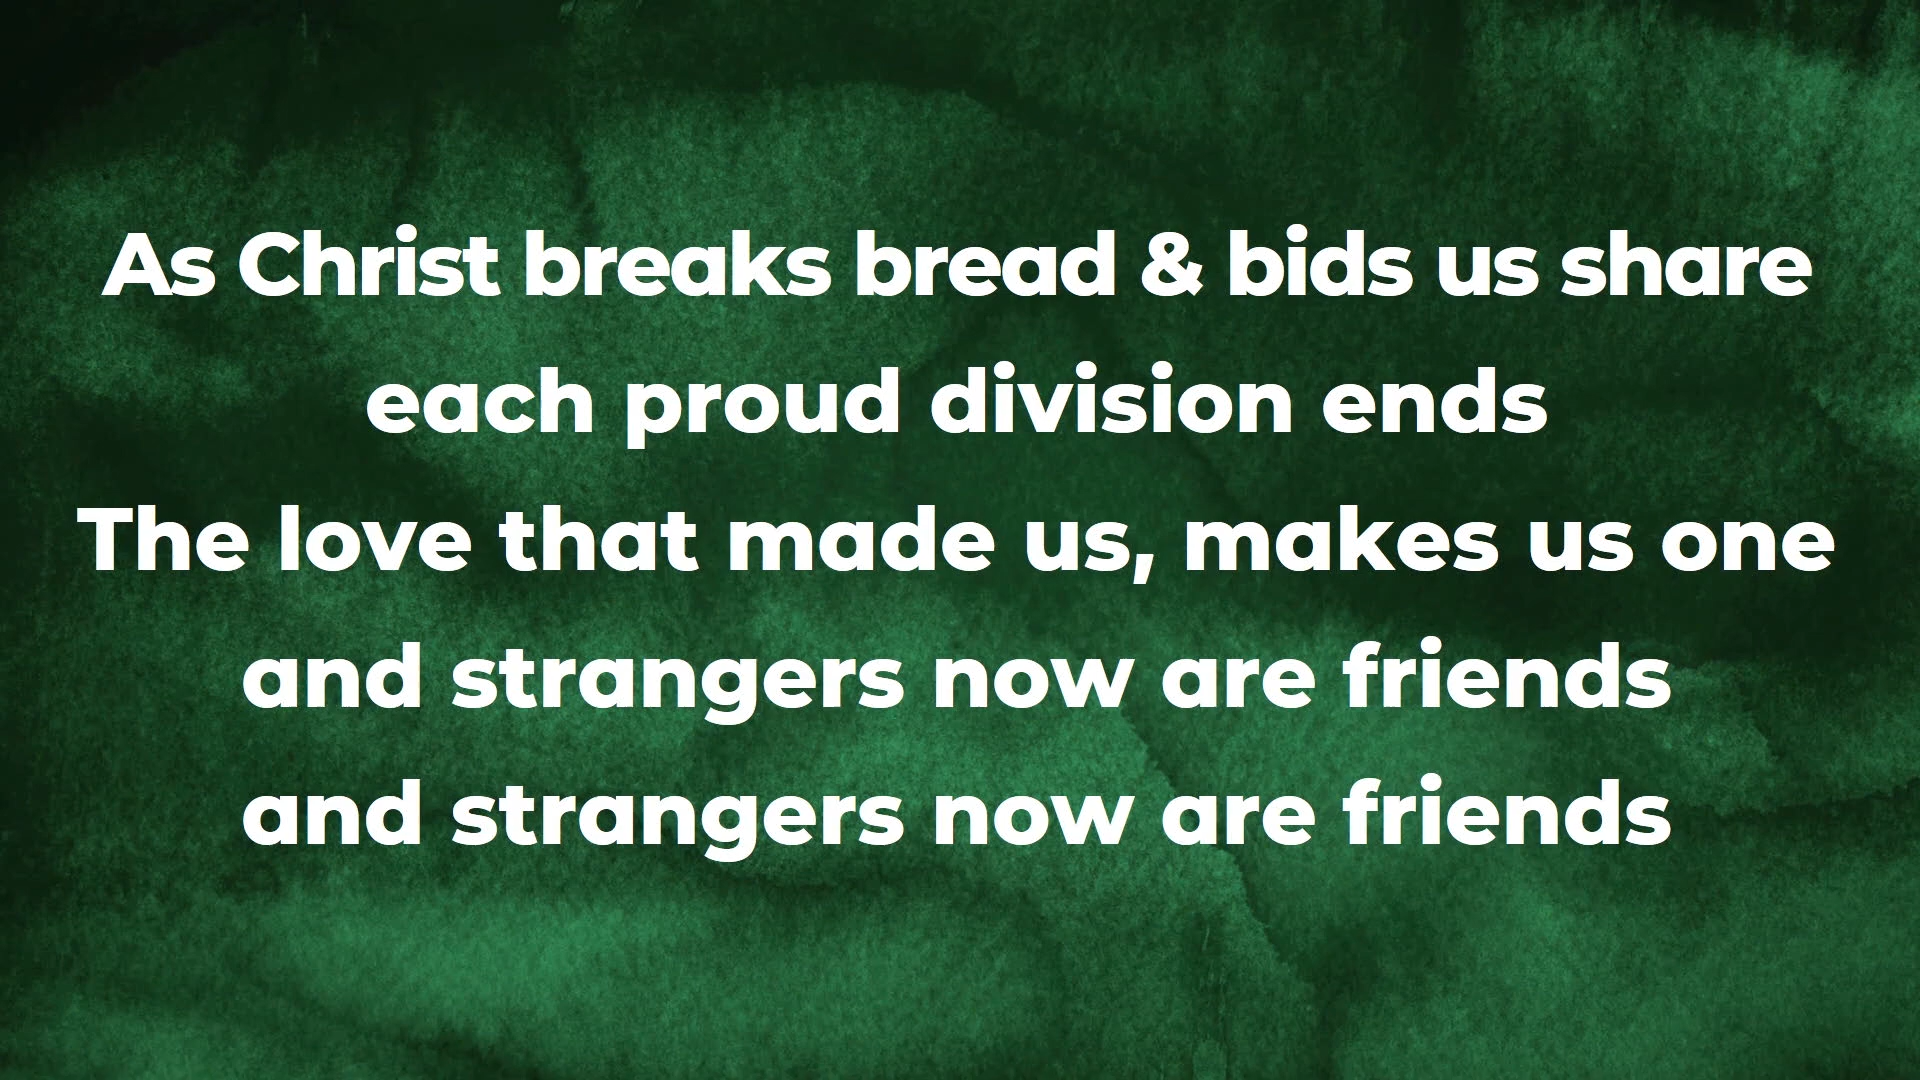 As Christ breaks bread & bids us share
each proud division ends
The love that made us, makes us one
and strangers now are friends
and strangers now are friends